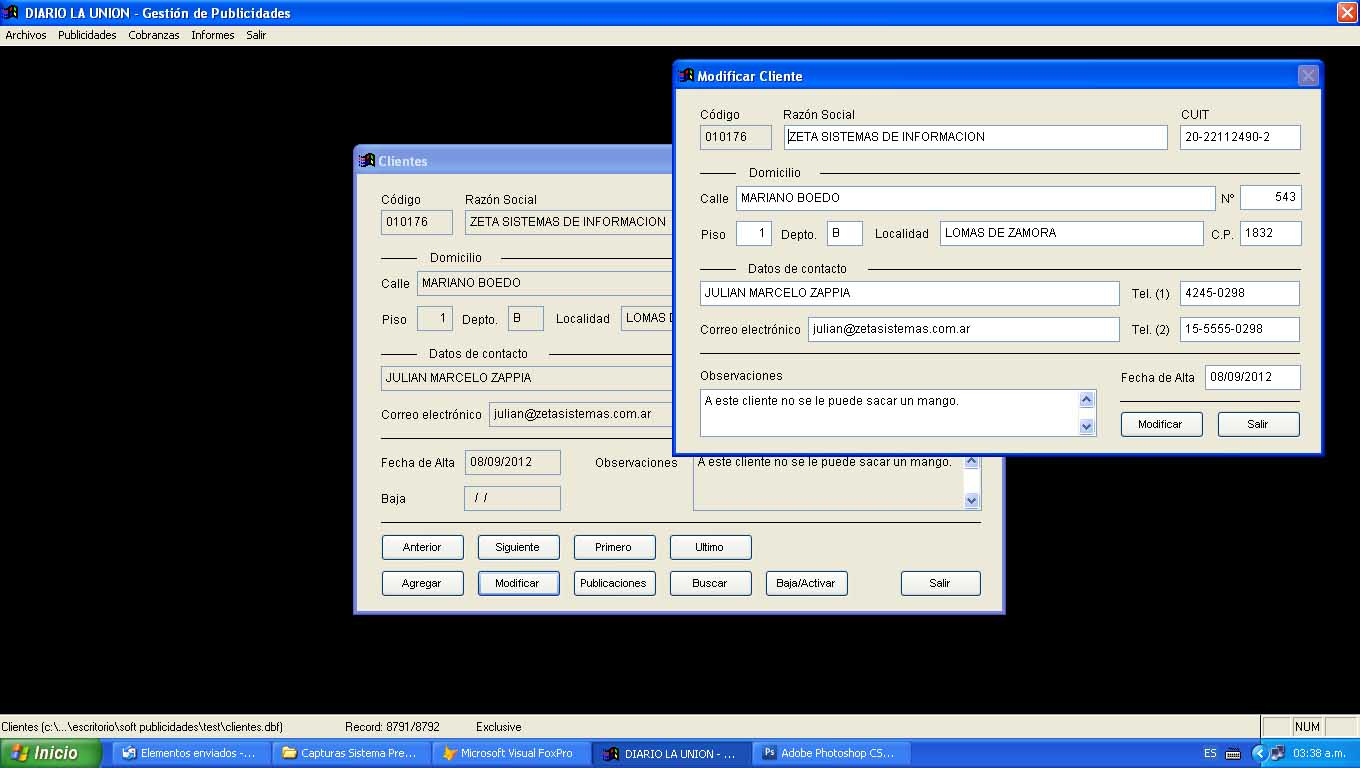 DIARIO LA UNION - Gestión de Publicidades
Archivos Publicidades Cobranzas Informes Salir
Modificar Cliente
Código Razón Social CUIT
010176 ZETA SISTEMAS DE INFORMACION 20-22112490-2
Domicilio
Calle MARIANO BOEDO Nº 543
Piso 1 Depto. B Localidad LOMAS DE ZAMORA C.P. 1832
Datos de contacto
JULIAN MARCELO ZAPPIA Tel. (1) 4245-0298
Correo electrónico julian@zetasistemas.com.ar Tel. (2) 15-5555-0298
Observaciones Fecha de Alta 08/09/2012
A este cliente no se le puede sacar un mango.
Modificar Salir
Clientes
Código Razón Social
010176 ZETA SISTEMAS DE INFORMACION
Domicilio
Calle MARIANO BOEDO
Piso 1 Depto. B Localidad LOMAS D
Datos de contacto
JULIAN MARCELO ZAPPIA
Correo electrónico julian@zetasistemas.com.ar
Fecha de Alta 08/09/2012 Observaciones A este cliente no se le puede sacar un mango.
Baja / /
Anterior Siguiente Primero Ultimo
Agregar Modificar Publicaciones Buscar Baja/Activar Salir
Clientes (c:\...\escritorio\soft publicidades\test\clientes.dbf) Record: 8791/8792 Exclusive NUM
Inicio Elementos enviados -... Capturas Sistema Pre... Microsoft Visual FoxPro DIARIO LA UNION - ... Ps Adobe Photoshop CS... ES 03:38 a.m.